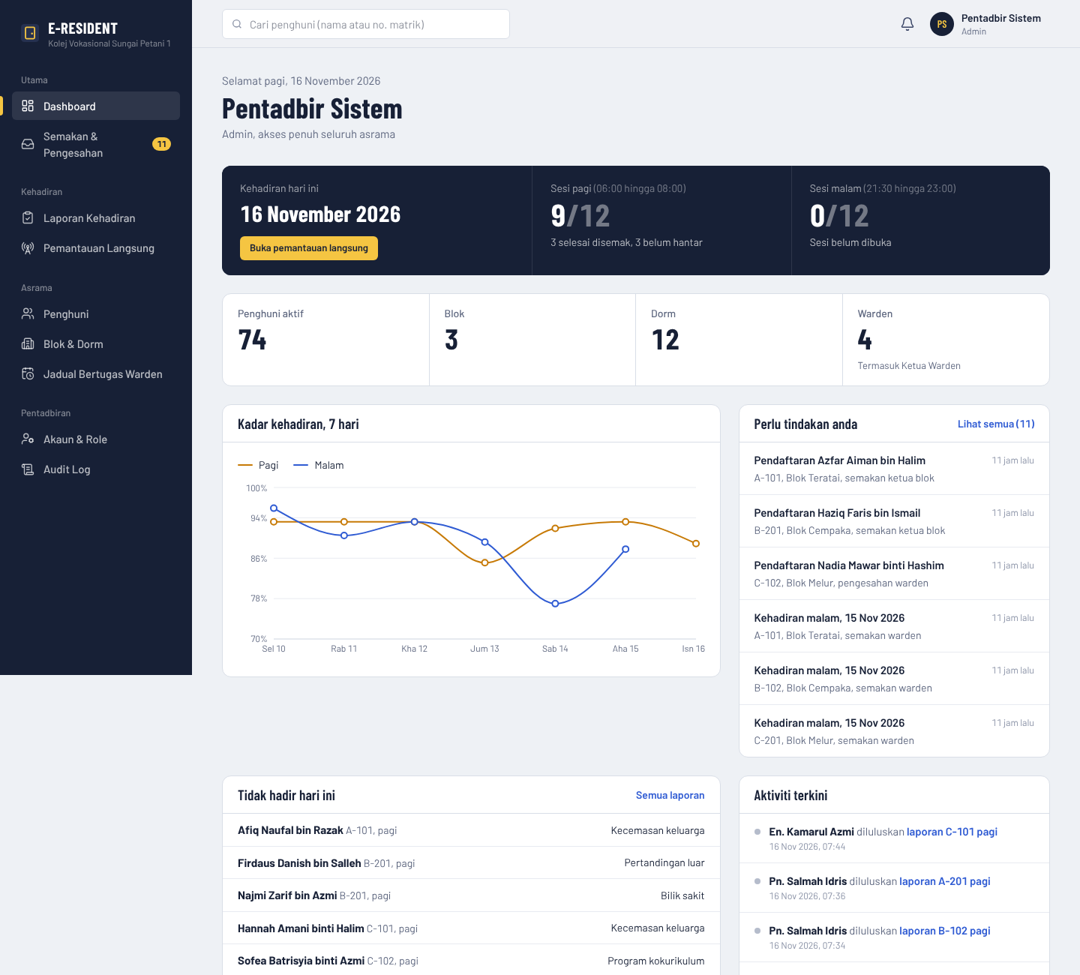 E-RESIDENT
Kolej Vokasional Sungai Petani 1
Utama
Dashboard
Semakan &
Pengesahan
11
Kehadiran
Laporan Kehadiran
Pemantauan Langsung
Asrama
Penghuni
Blok & Dorm
Jadual Bertugas Warden
Pentadbiran
Akaun & Role
Audit Log
Cari penghuni (nama atau no. matrik)
PS
Pentadbir Sistem
Admin
Selamat pagi, 16 November 2026
Pentadbir Sistem
Admin, akses penuh seluruh asrama
Kehadiran hari ini
16 November 2026
Buka pemantauan langsung
Sesi pagi (06:00 hingga 08:00)
9/12
3 selesai disemak, 3 belum hantar
Sesi malam (21:30 hingga 23:00)
0/12
Sesi belum dibuka
Penghuni aktif
74
Blok
3
Dorm
12
Warden
4
Termasuk Ketua Warden
Kadar kehadiran, 7 hari
Pagi
Malam
100%
94%
86%
78%
70%
Sel 10 Rab 11 Kha 12 Jum 13 Sab 14 Aha 15 Isn 16
Perlu tindakan anda
Lihat semua (11)
Pendaftaran Azfar Aiman bin Halim 11 jam lalu
A-101, Blok Teratai, semakan ketua blok
Pendaftaran Haziq Faris bin Ismail 11 jam lalu
B-201, Blok Cempaka, semakan ketua blok
Pendaftaran Nadia Mawar binti Hashim 11 jam lalu
C-102, Blok Melur, pengesahan warden
Kehadiran malam, 15 Nov 2026 11 jam lalu
A-101, Blok Teratai, semakan warden
Kehadiran malam, 15 Nov 2026 11 jam lalu
B-102, Blok Cempaka, semakan warden
Kehadiran malam, 15 Nov 2026 11 jam lalu
C-201, Blok Melur, semakan warden
Tidak hadir hari ini
Semua laporan
Afiq Naufal bin Razak A-101, pagi Kecemasan keluarga
Firdaus Danish bin Salleh B-201, pagi Pertandingan luar
Najmi Zarif bin Azmi B-201, pagi Bilik sakit
Hannah Amani binti Halim C-101, pagi Kecemasan keluarga
Sofea Batrisyia binti Azmi C-102, pagi Program kokurikulum
Aktiviti terkini
En. Kamarul Azmi diluluskan laporan C-101 pagi
16 Nov 2026, 07:44
Pn. Salmah Idris diluluskan laporan A-201 pagi
16 Nov 2026, 07:36
Pn. Salmah Idris diluluskan laporan B-102 pagi
16 Nov 2026, 07:34